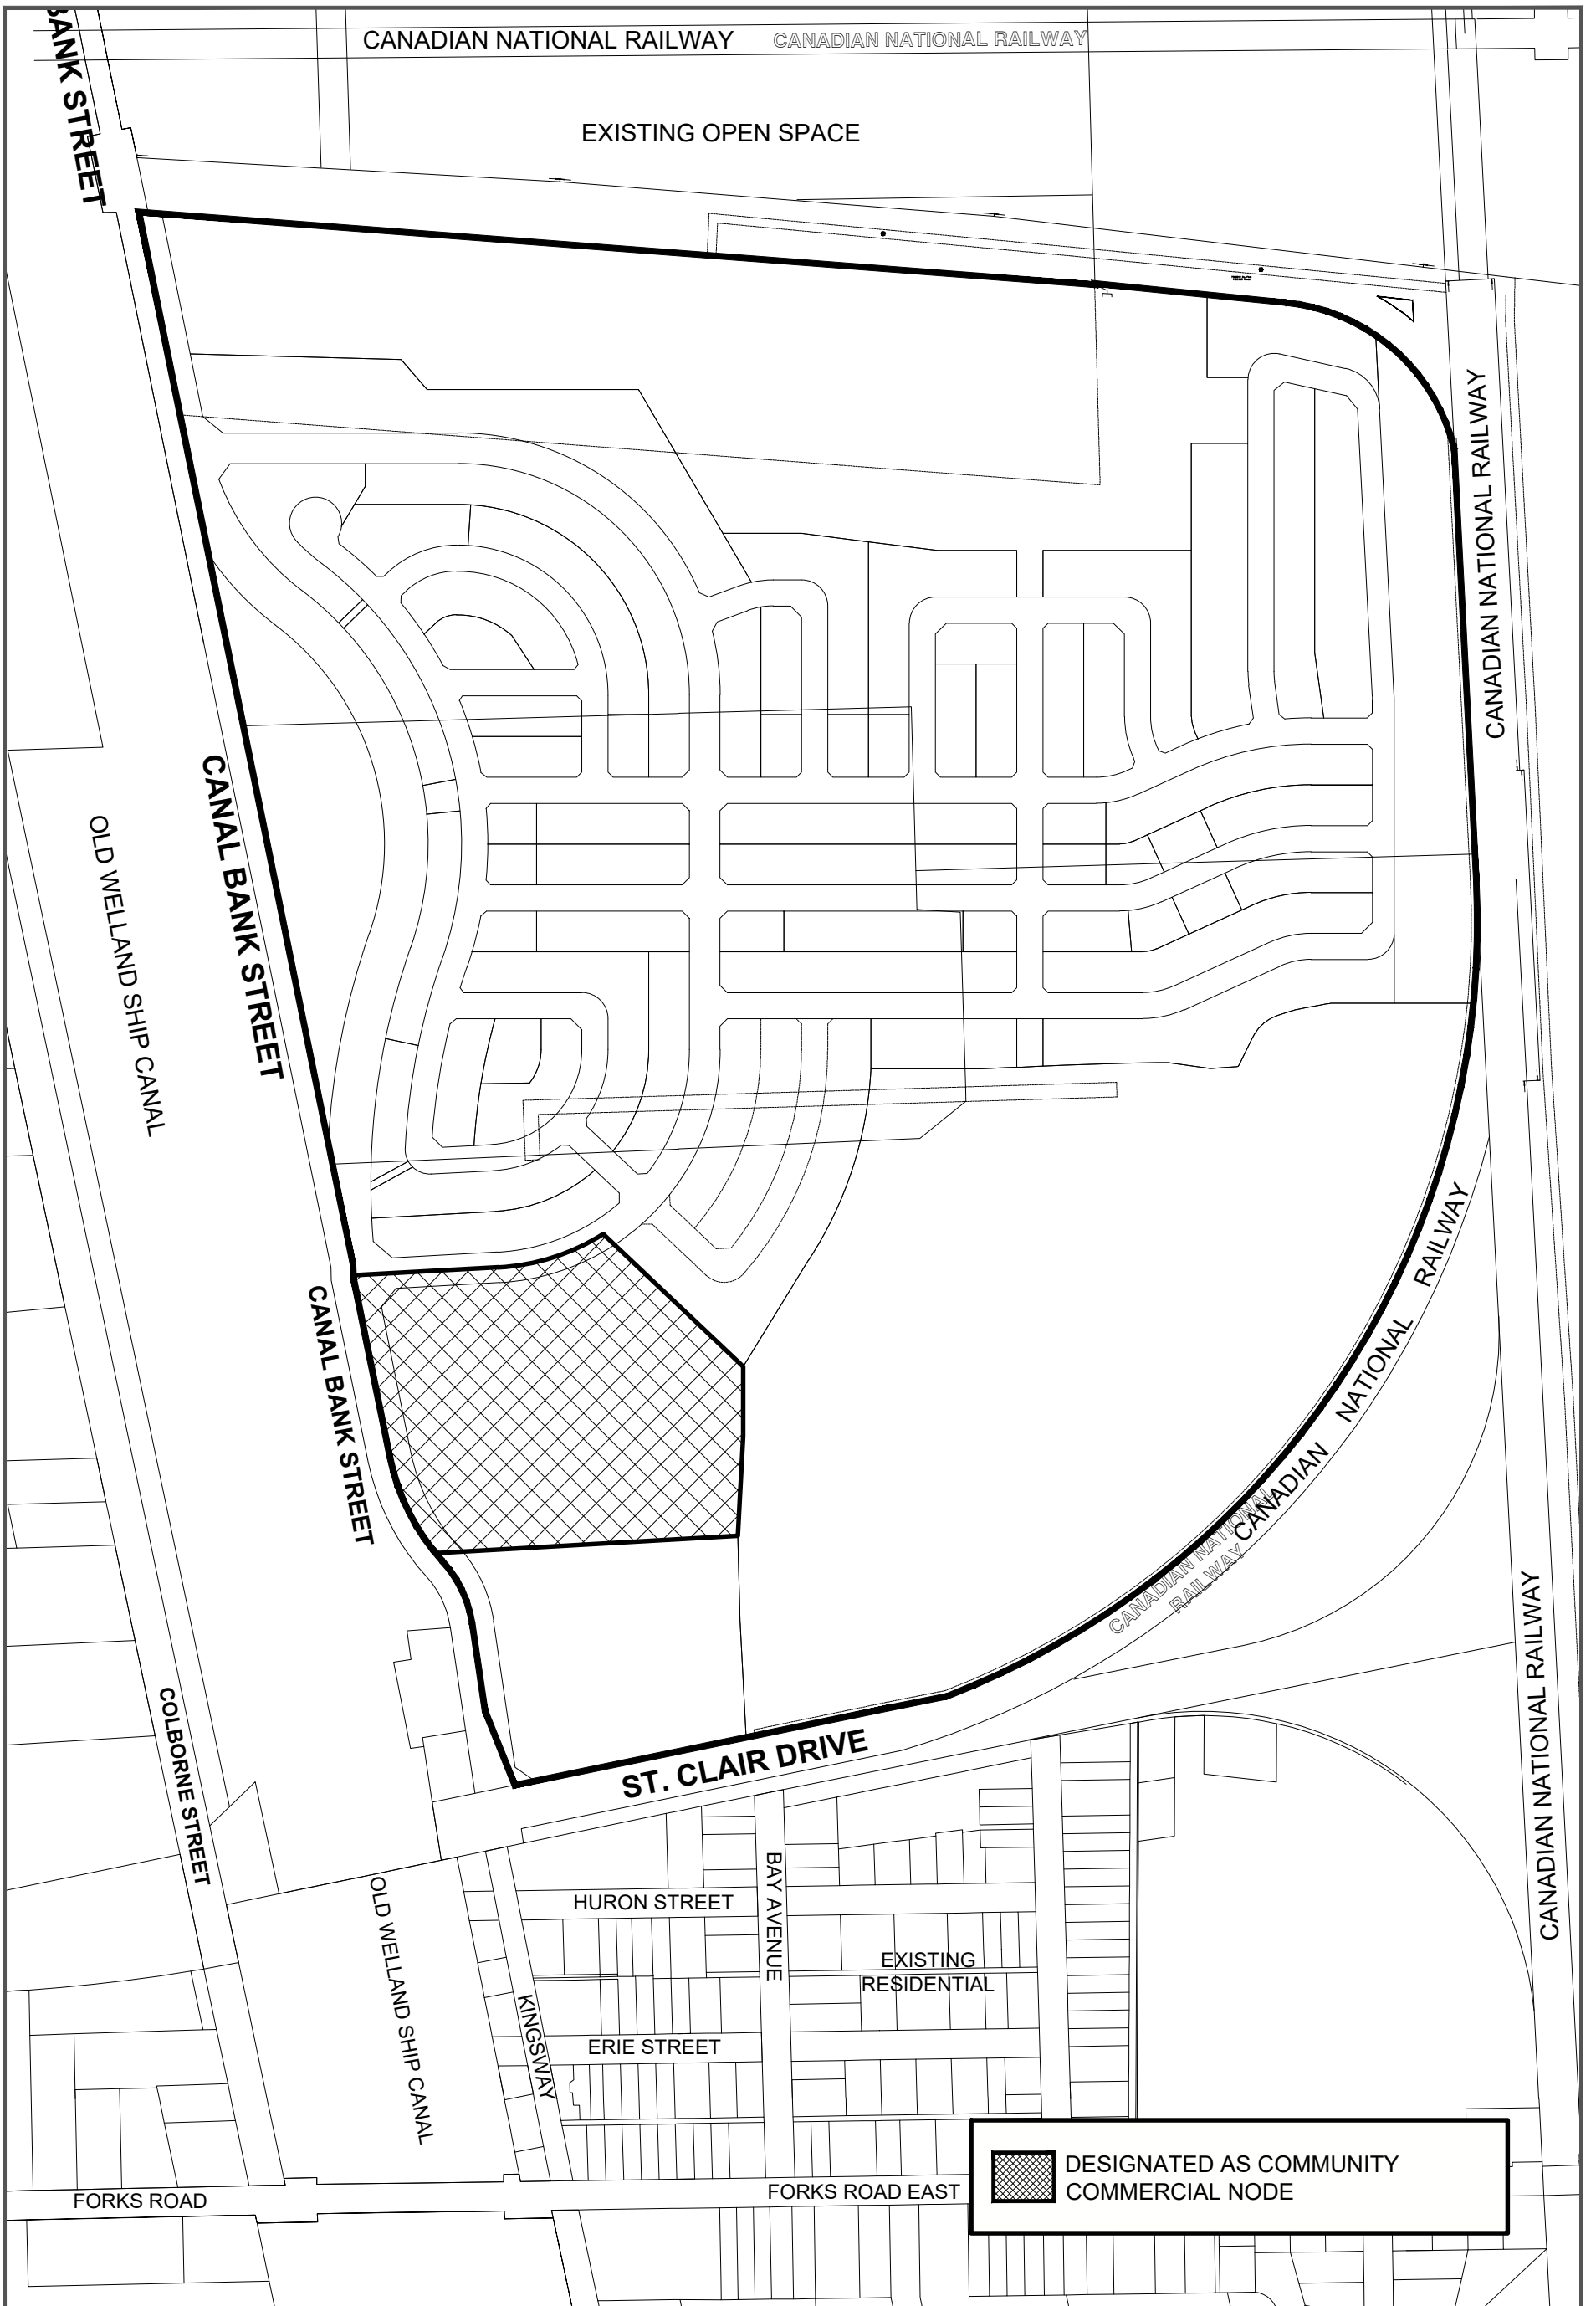 BANK STREET
CANADIAN NATIONAL RAILWAY
CANADIAN NATIONAL RAILWAY
EXISTING OPEN SPACE
CANADIAN NATIONAL RAILWAY
CANAL BANK STREET
OLD WELLAND SHIP CANAL
CANADIAN NATIONAL RAILWAY
CANAL BANK STREET
CANADIAN NATIONAL
RAILWAY
CANADIAN NATIONAL RAILWAY
COLBORNE STREET
ST. CLAIR DRIVE
OLD WELLAND SHIP CANAL
HURON STREET
BAY AVENUE
EXISTING
RESIDENTIAL
KINGSWAY
ERIE STREET
DESIGNATED AS COMMUNITY
COMMERCIAL NODE
FORKS ROAD
FORKS ROAD EAST